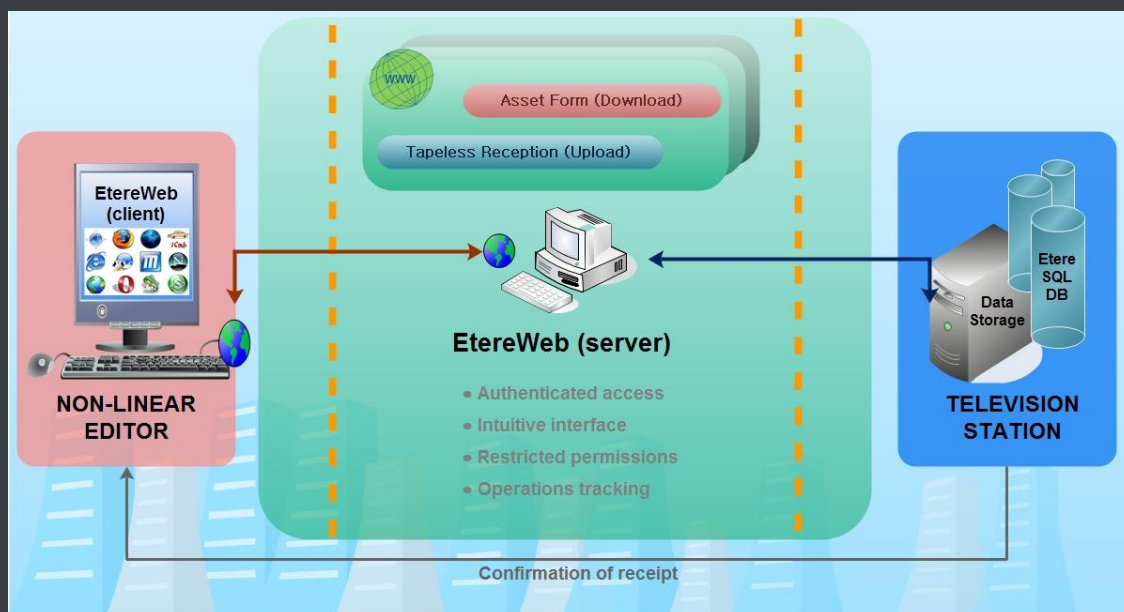 www
Asset Form (Download)
Tapeless Reception (Upload)
EtereWeb
(client)
iCab
NON-LINEAR
EDITOR
EtereWeb (server)
• Authenticated access
• Intuitive interface
• Restricted permissions
• Operations tracking
Etere
SQL
DB
Data
Storage
TELEVISION
STATION
Confirmation of receipt